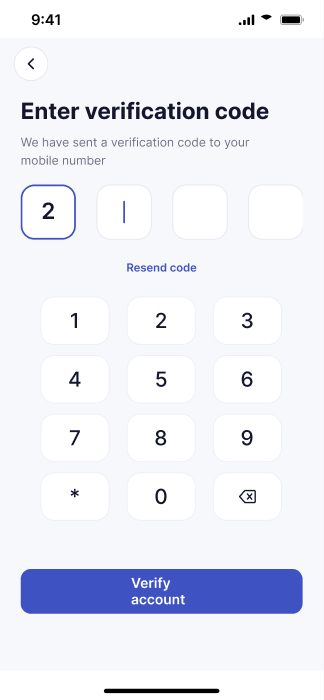 9:41
Enter verification code
We have sent a verification code to your
mobile number
2
Resend code
1 2 3
4 5 6
7 8 9
* 0
Verify
account